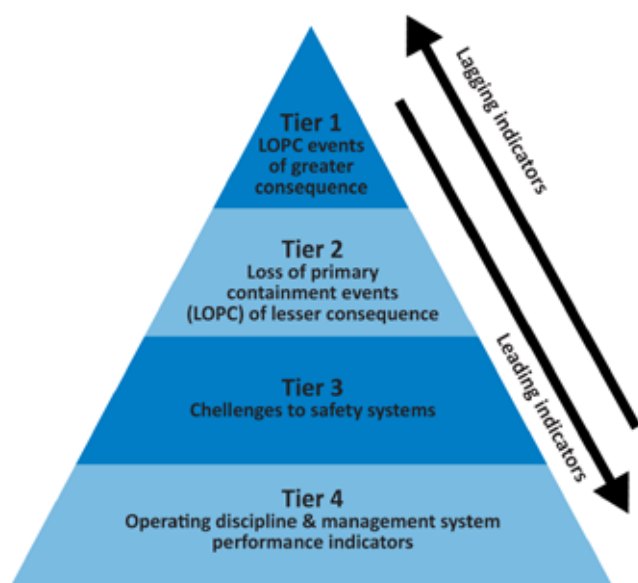 Tier 1
LOPC events
of greater
consequence
Tier 2
Loss of primary
containment events
(LOPC) of lesser consequence
Tier 3
Chellenges to safety systems
Tier 4
Operating discipline & management system
performance indicators
Lagging indicators
Leading indicators